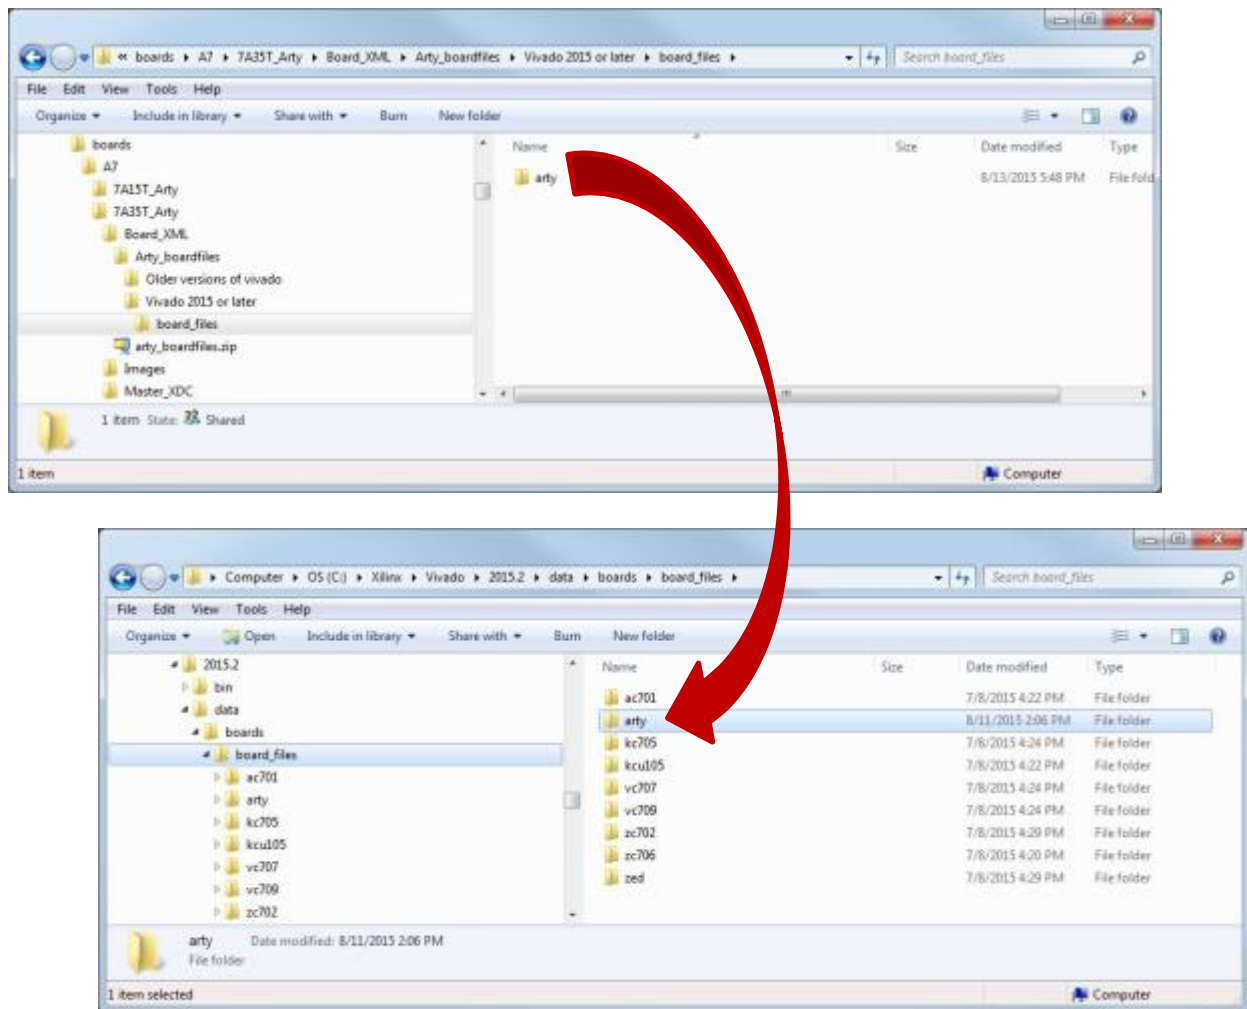 « boards ▸ A7 ▸ 7A35T_Arty ▸ Board_XML ▸ Arty_boardfiles ▸ Vivado 2015 or later ▸ board_files ▸ Search board_files
File Edit View Tools Help
Organize Include in library Share with Burn New folder
boards Name Size Date modified Type
A7
7A15T_Arty arty 8/13/2015 5:48 PM File fold
7A35T_Arty
Board_XML
Arty_boardfiles
Older versions of vivado
Vivado 2015 or later
board_files
arty_boardfiles.zip
Images
Master_XDC
1 item State: Shared
1 item Computer
▸ Computer ▸ OS (C:) ▸ Xilinx ▸ Vivado ▸ 2015.2 ▸ data ▸ boards ▸ board_files ▸ Search board_files
File Edit View Tools Help
Organize Open Include in library Share with Burn New folder
2015.2 Name Size Date modified Type
bin ac701 7/8/2015 4:22 PM File folder
data arty 8/11/2015 2:06 PM File folder
boards kc705 7/8/2015 4:24 PM File folder
board_files kcu105 7/8/2015 4:22 PM File folder
ac701 vc707 7/8/2015 4:24 PM File folder
arty vc709 7/8/2015 4:24 PM File folder
kc705 zc702 7/8/2015 4:29 PM File folder
kcu105 zc706 7/8/2015 4:20 PM File folder
vc707 zed 7/8/2015 4:29 PM File folder
vc709
zc702
arty Date modified: 8/11/2015 2:06 PM
File folder
1 item selected Computer